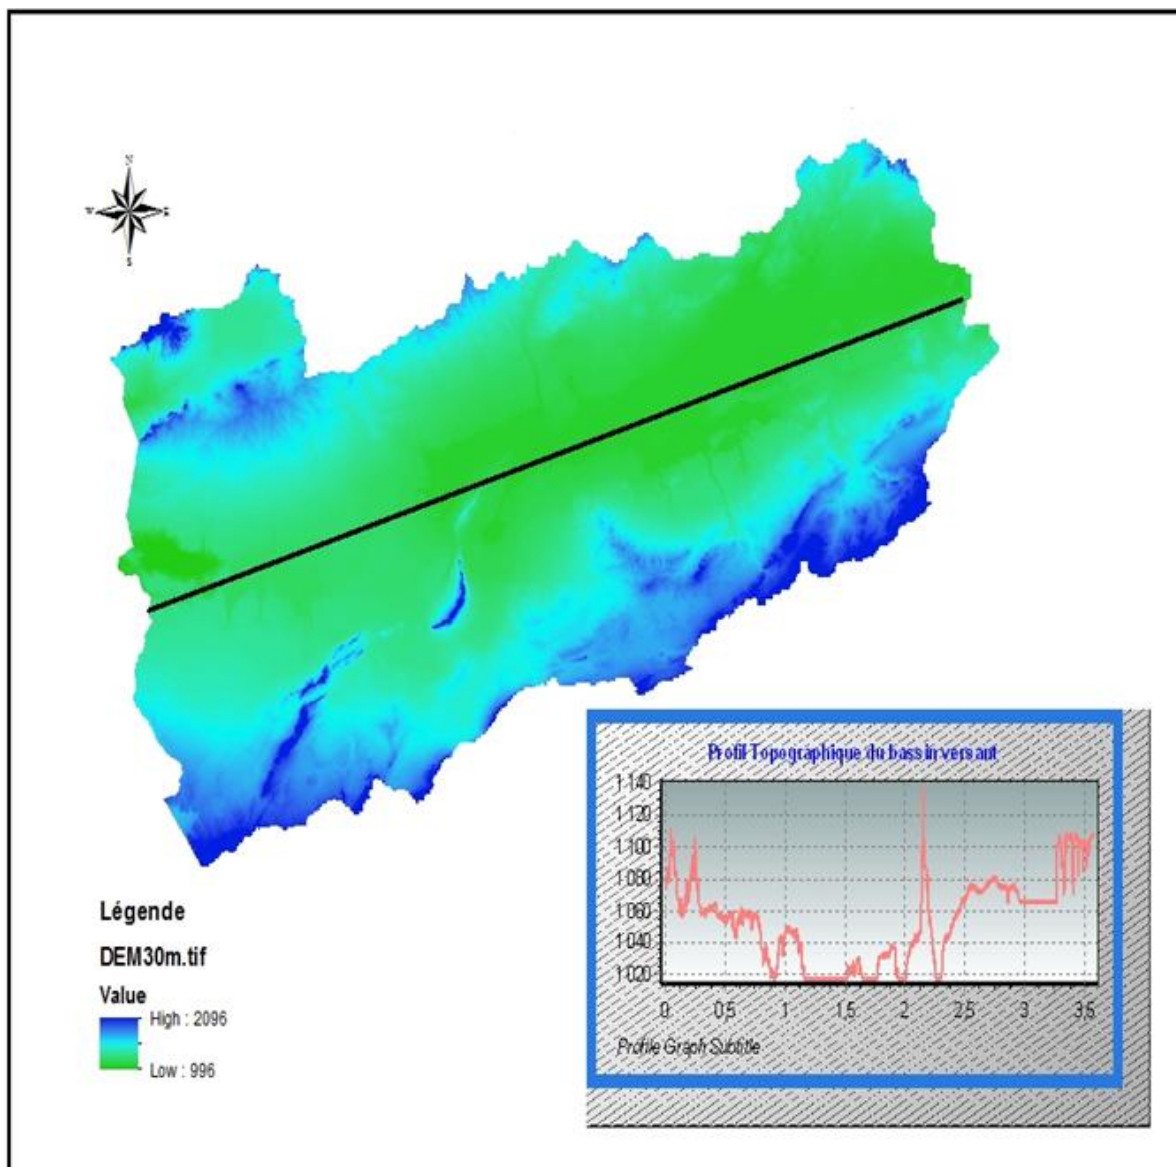 N
W E
S
Légende
DEM30m.tif
Value
High : 2096
Low : 996
Profil Topographique du bassin versaut
1 140
1 120
1 100
1 080
1 060
1 040
1 020
0 0,5 1 1,5 2 2,5 3 3,5
Profile Graph Subtitle